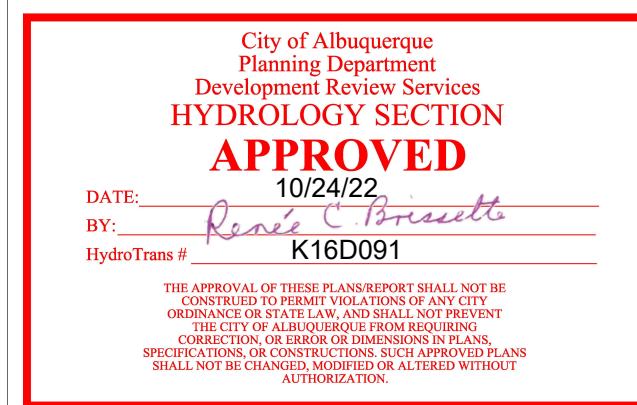 City of Albuquerque
Planning Department
Development Review Services
HYDROLOGY SECTION
APPROVED
DATE: 10/24/22
BY: Renée C. Brissette
HydroTrans # K16D091
THE APPROVAL OF THESE PLANS/REPORT SHALL NOT BE
CONSTRUED TO PERMIT VIOLATIONS OF ANY CITY
ORDINANCE OR STATE LAW, AND SHALL NOT PREVENT
THE CITY OF ALBUQUERQUE FROM REQUIRING
CORRECTION, OR ERROR OR DIMENSIONS IN PLANS,
SPECIFICATIONS, OR CONSTRUCTIONS. SUCH APPROVED PLANS
SHALL NOT BE CHANGED, MODIFIED OR ALTERED WITHOUT
AUTHORIZATION.